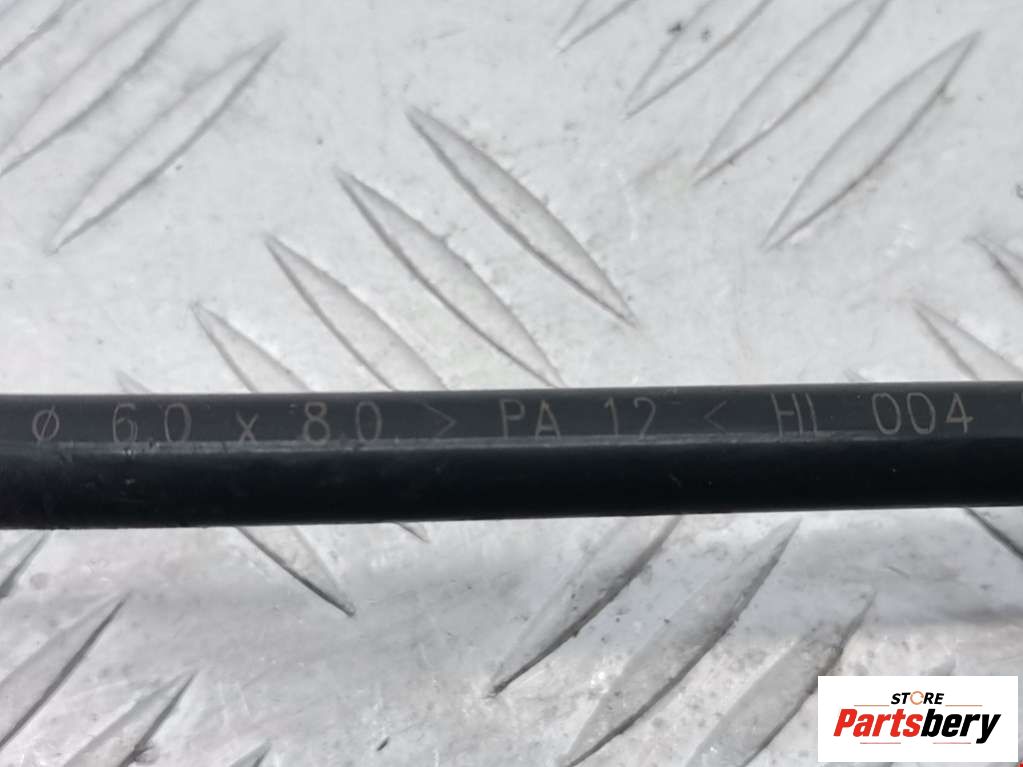 ø 6.0 x 8.0 > PA 12 < HL 004
STORE
Partsbery